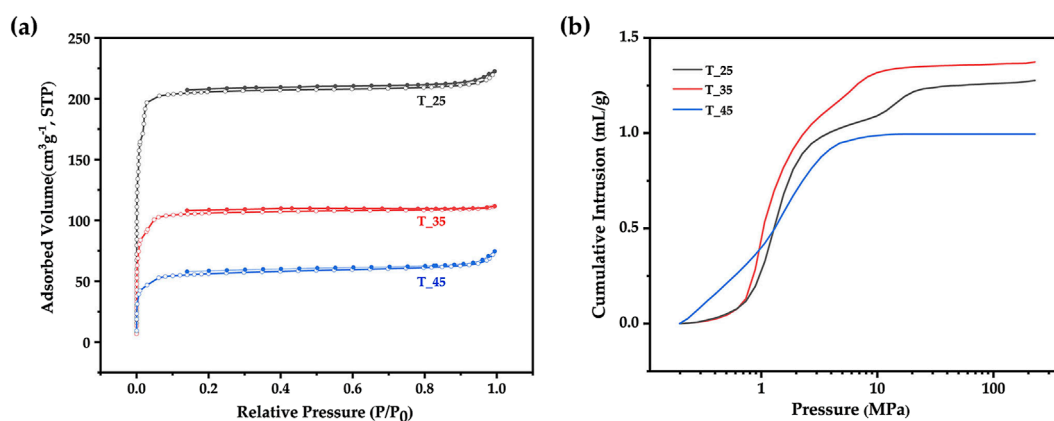 (a)
250
200
150
100
50
0
Adsorbed Volume(cm³g⁻¹, STP)
T_25
T_35
T_45
0.0 0.2 0.4 0.6 0.8 1.0
Relative Pressure (P/P₀)
(b)
1.5
1.0
0.5
0.0
Cumulative Intrusion (mL/g)
T_25
T_35
T_45
1 10 100
Pressure (MPa)